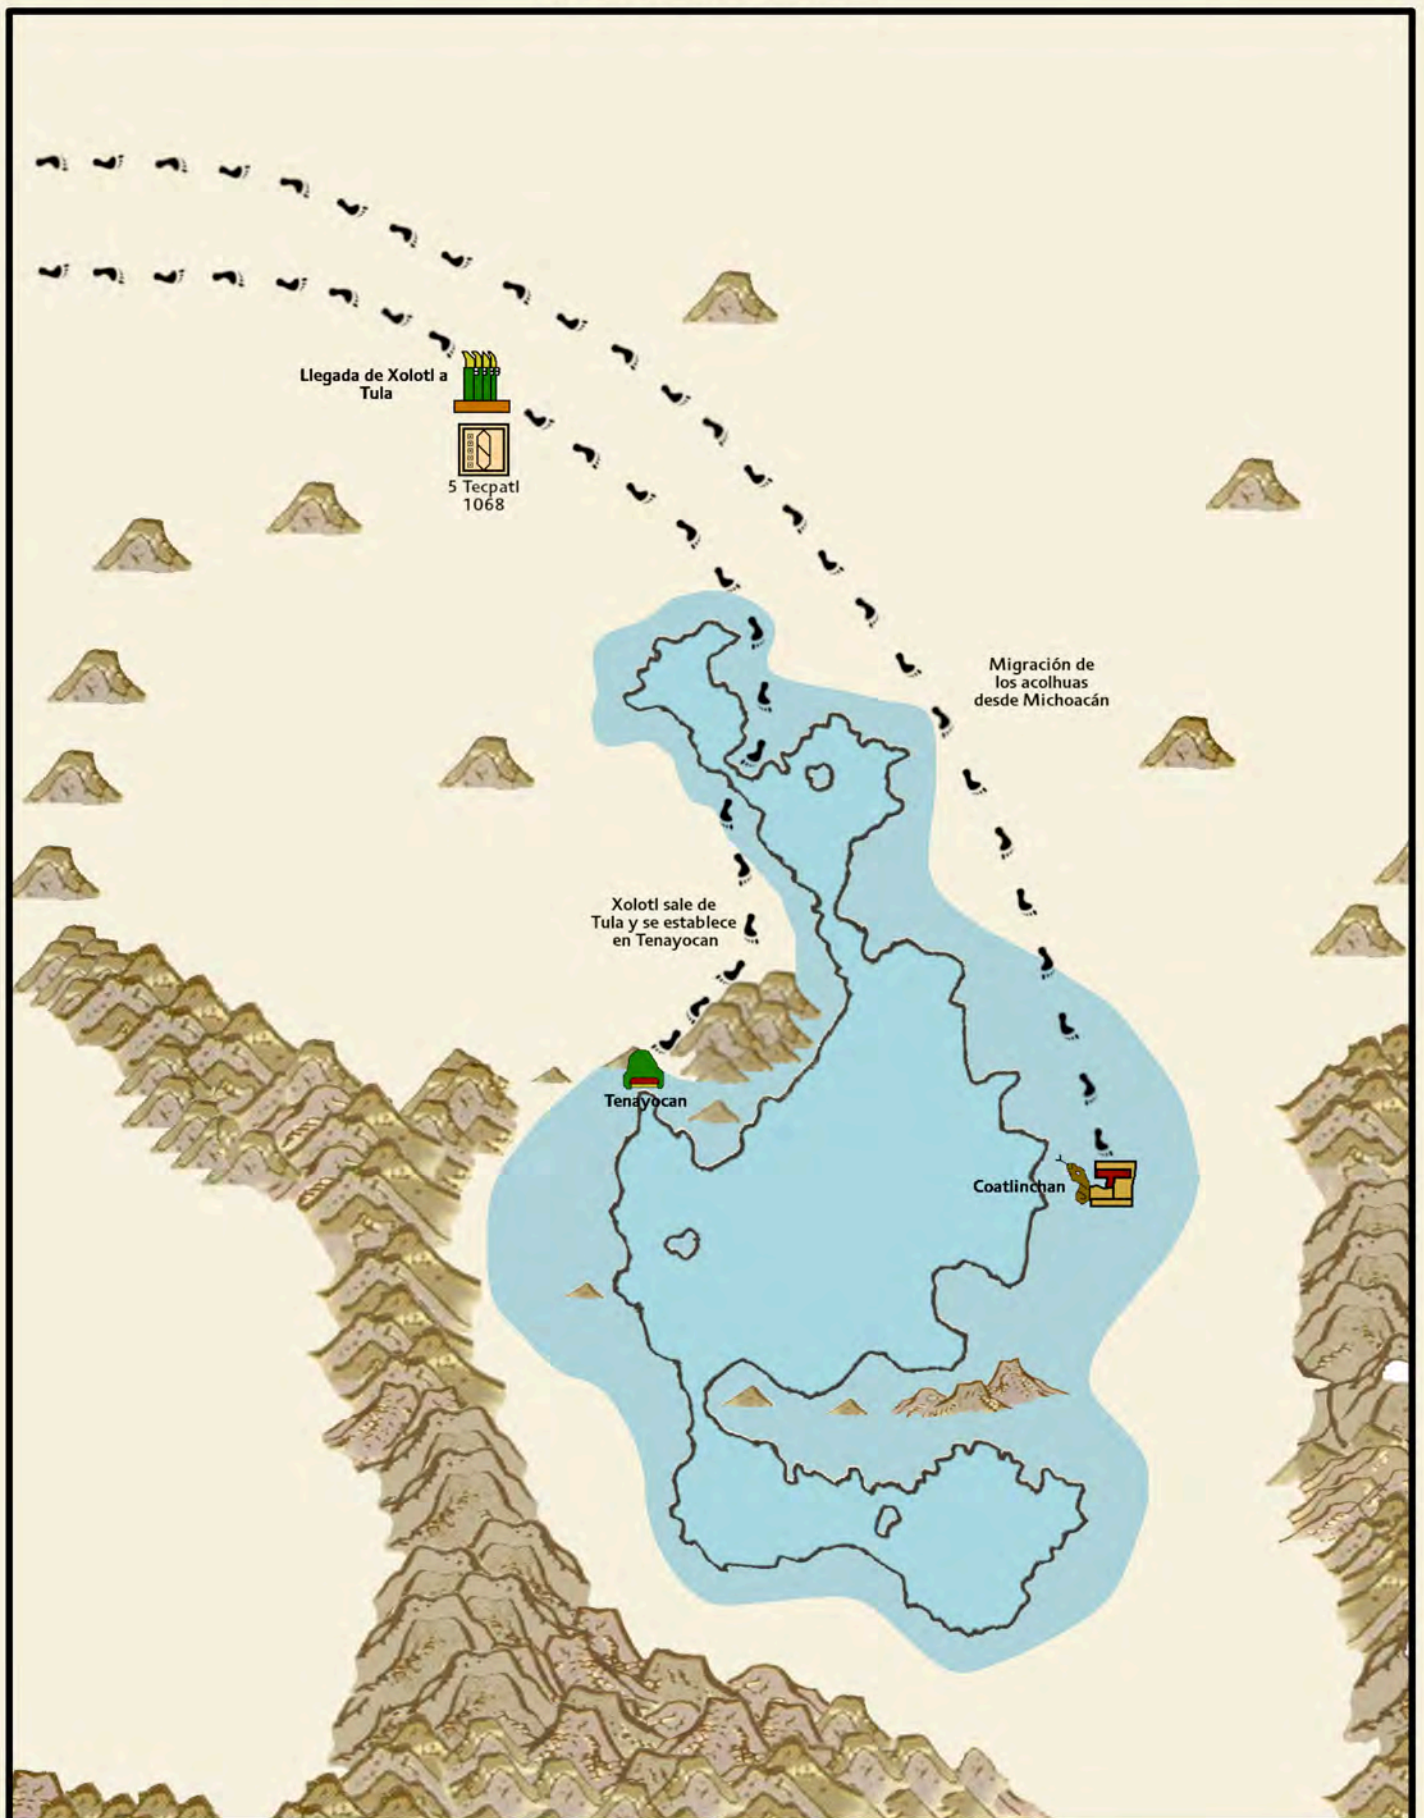 Llegada de Xolotl a
Tula
5 Tecpatl
1068
Migración de
los acolhuas
desde Michoacán
Xolotl sale de
Tula y se establece
en Tenayocan
Tenayocan
Coatlinchan